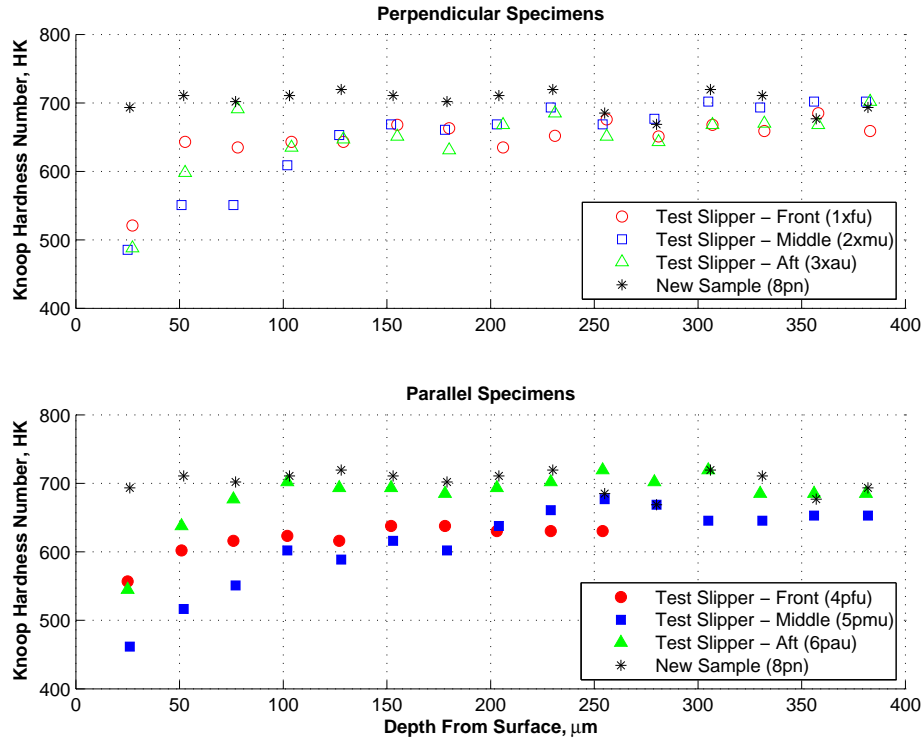 Perpendicular Specimens
Knoop Hardness Number, HK
800
700
600
500
400
0 50 100 150 200 250 300 350 400
Test Slipper – Front (1xfu)
Test Slipper – Middle (2xmu)
Test Slipper – Aft (3xau)
New Sample (8pn)
Parallel Specimens
Knoop Hardness Number, HK
800
700
600
500
400
0 50 100 150 200 250 300 350 400
Test Slipper – Front (4pfu)
Test Slipper – Middle (5pmu)
Test Slipper – Aft (6pau)
New Sample (8pn)
Depth From Surface, μm